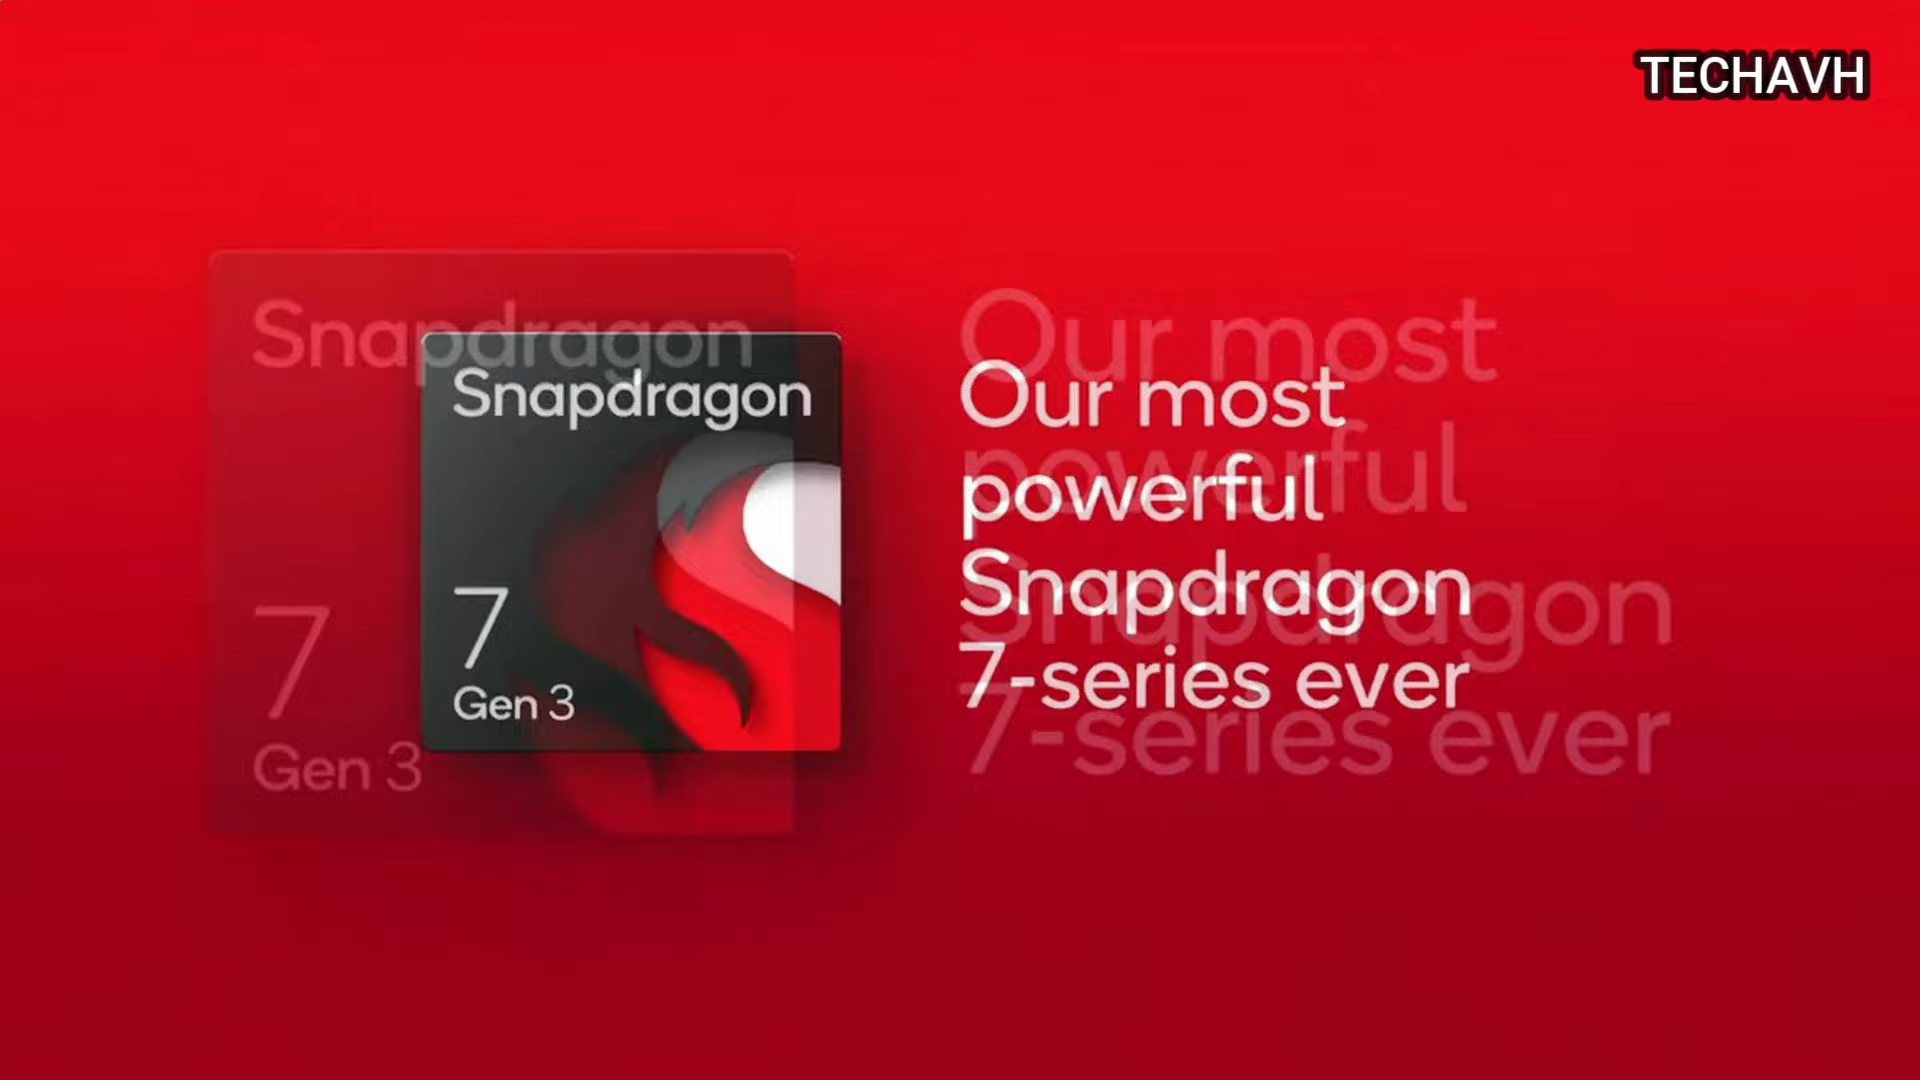 TECHAVH
Snapdragon
7
Gen 3
Snapdragon
7
Gen 3
Our most
powerful
Snapdragon
7-series ever
Our most
powerful
Snapdragon
7-series ever